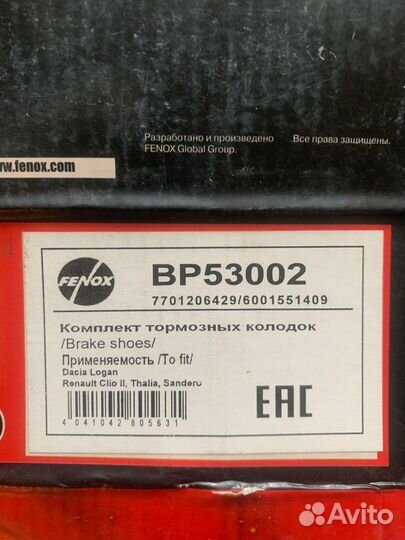 Разработано и произведено
FENOX Global Group.
Все права защищены.
www.fenox.com
FENOX
BP53002
7701206429/6001551409
Комплект тормозных колодок
/Brake shoes/
Применяемость /To fit/
Dacia Logan
Renault Clio II, Thalia, Sandero
EAC
4 041042 805631
Avito